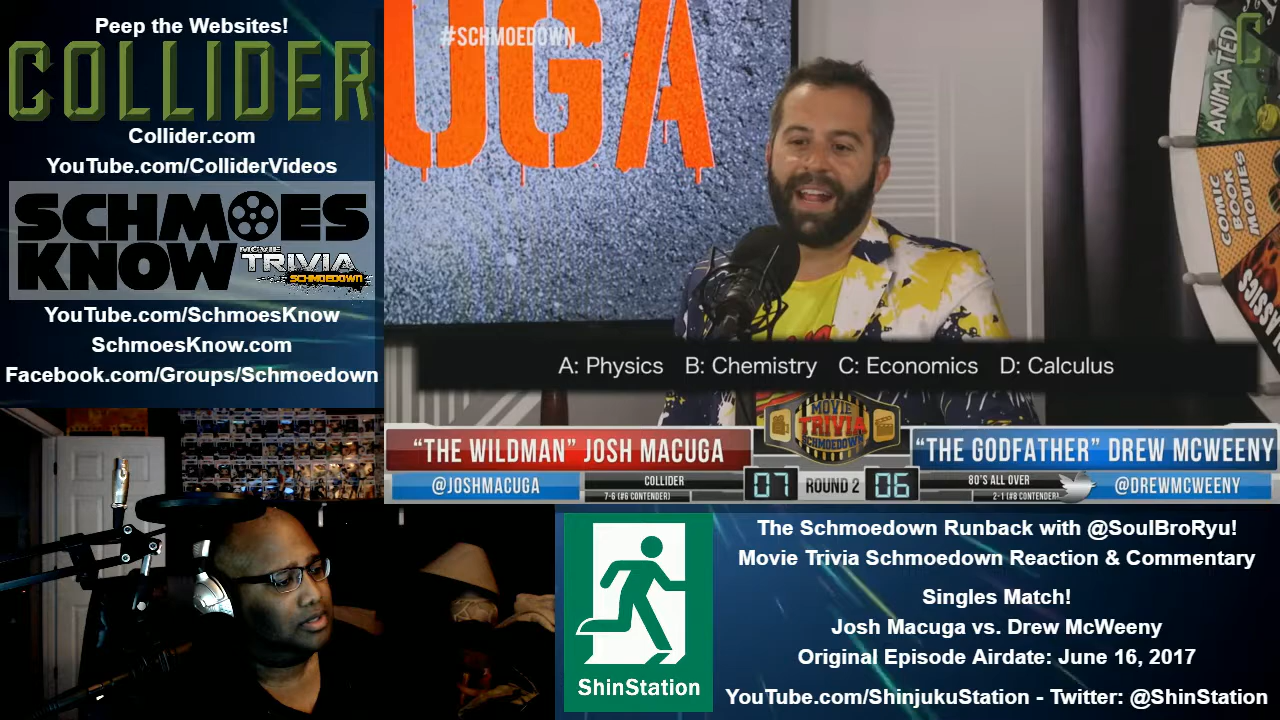 Peep the Websites!
COLLIDER
Collider.com
YouTube.com/ColliderVideos
SCHMOES
KNOW
MOVIE
TRIVIA
SCHMOEDOWN
YouTube.com/SchmoesKnow
SchmoesKnow.com
Facebook.com/Groups/Schmoedown
#SCHMOEDOWN
UGA
ANIMATED
COMIC
BOOK
MOVIES
A: Physics B: Chemistry C: Economics D: Calculus
MOVIE
TRIVIA
SCHMOEDOWN
“THE WILDMAN” JOSH MACUGA
“THE GODFATHER” DREW MCWEENY
@JOSHMACUGA
COLLIDER
7-6 (#6 CONTENDER)
07 ROUND 2 06
80'S ALL OVER
2-1 (#8 CONTENDER)
@DREWMCWEENY
ShinStation
The Schmoedown Runback with @SoulBroRyu!
Movie Trivia Schmoedown Reaction & Commentary
Singles Match!
Josh Macuga vs. Drew McWeeny
Original Episode Airdate: June 16, 2017
YouTube.com/ShinjukuStation - Twitter: @ShinStation